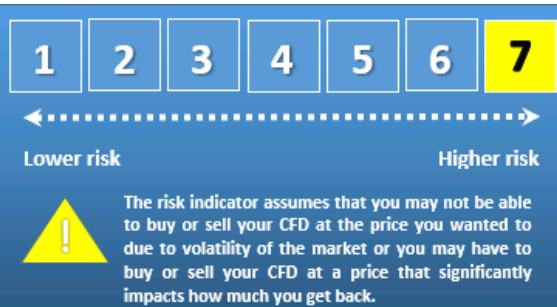 1 2 3 4 5 6 7
Lower risk Higher risk
!
The risk indicator assumes that you may not be able
to buy or sell your CFD at the price you wanted to
due to volatility of the market or you may have to
buy or sell your CFD at a price that significantly
impacts how much you get back.